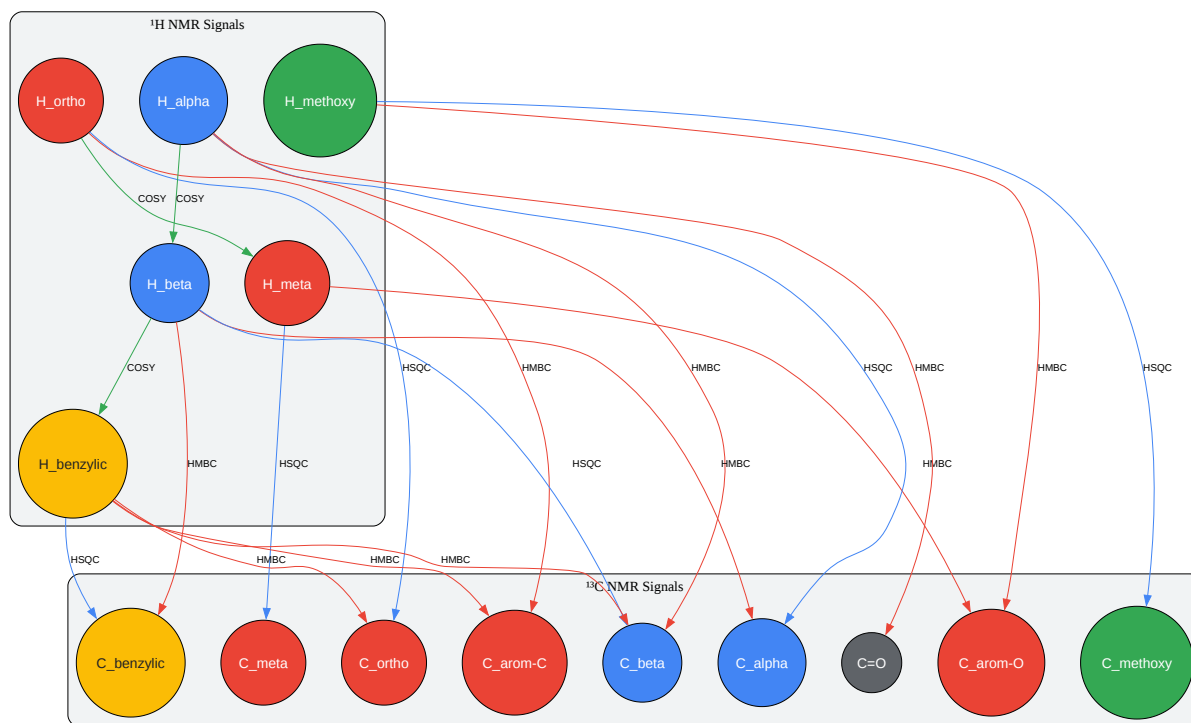 ¹H NMR Signals
H_ortho
H_alpha
H_methoxy
COSY
COSY
H_beta
H_meta
COSY
HSQC
HMBC
HMBC
HSQC
HMBC
HMBC
HSQC
H_benzylic
HMBC
HSQC
HSQC
HMBC
HMBC
HSQC
HMBC
HMBC
HMBC
¹³C NMR Signals
C_benzylic
C_meta
C_ortho
C_arom-C
C_beta
C_alpha
C=O
C_arom-O
C_methoxy